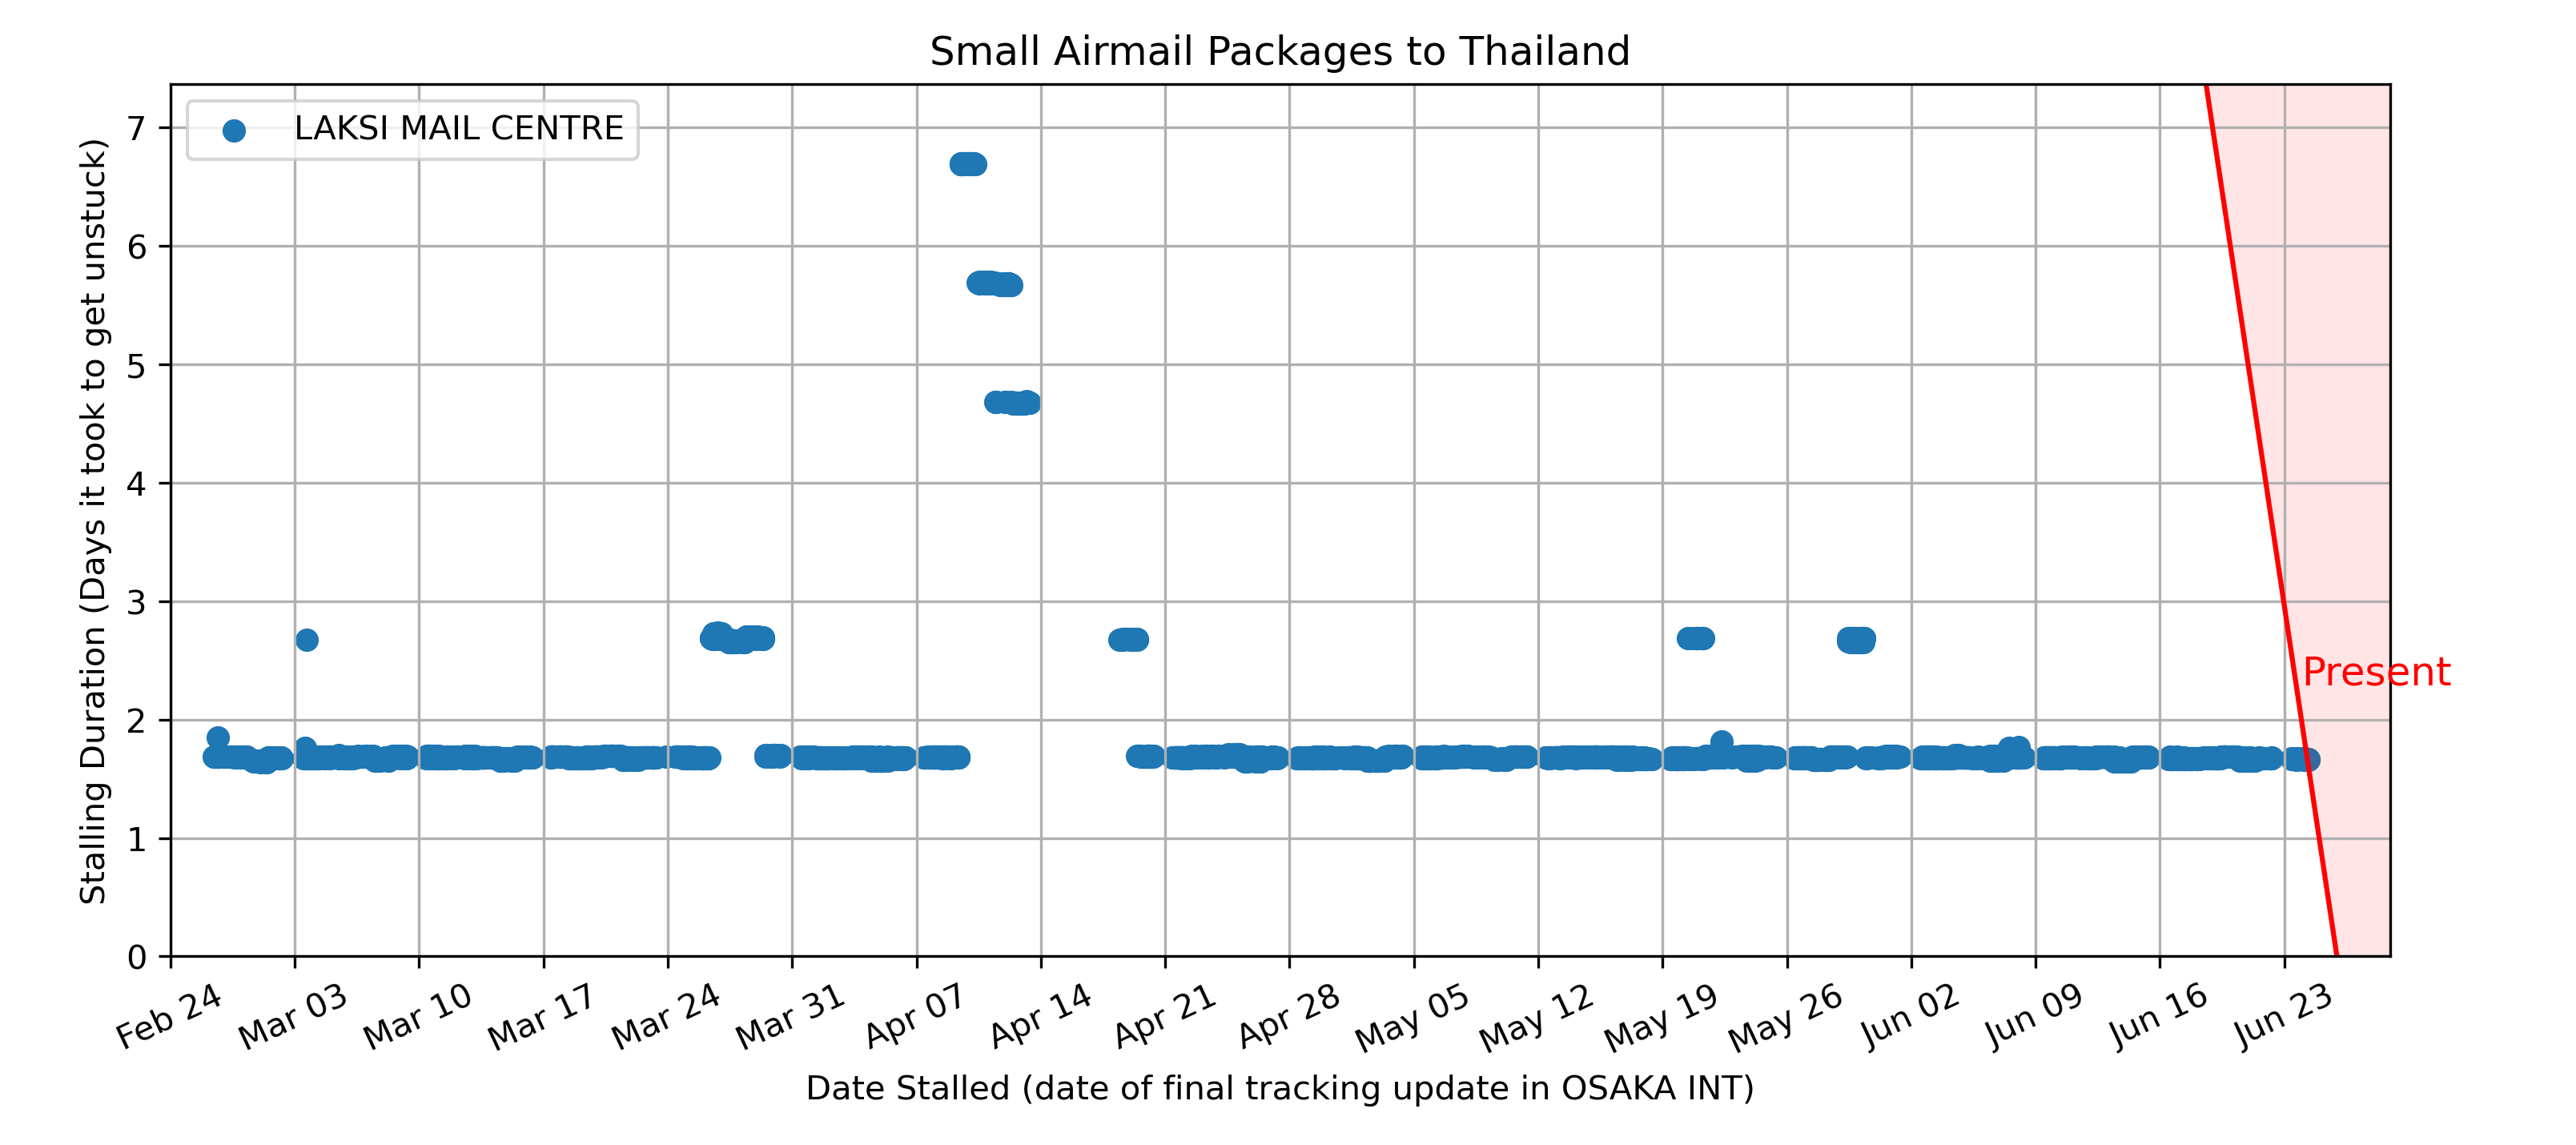 Small Airmail Packages to Thailand
LAKSI MAIL CENTRE
Stalling Duration (Days it took to get unstuck)
7
6
5
4
3
2
1
0
Present
Feb 24
Mar 03
Mar 10
Mar 17
Mar 24
Mar 31
Apr 07
Apr 14
Apr 21
Apr 28
May 05
May 12
May 19
May 26
Jun 02
Jun 09
Jun 16
Jun 23
Date Stalled (date of final tracking update in OSAKA INT)